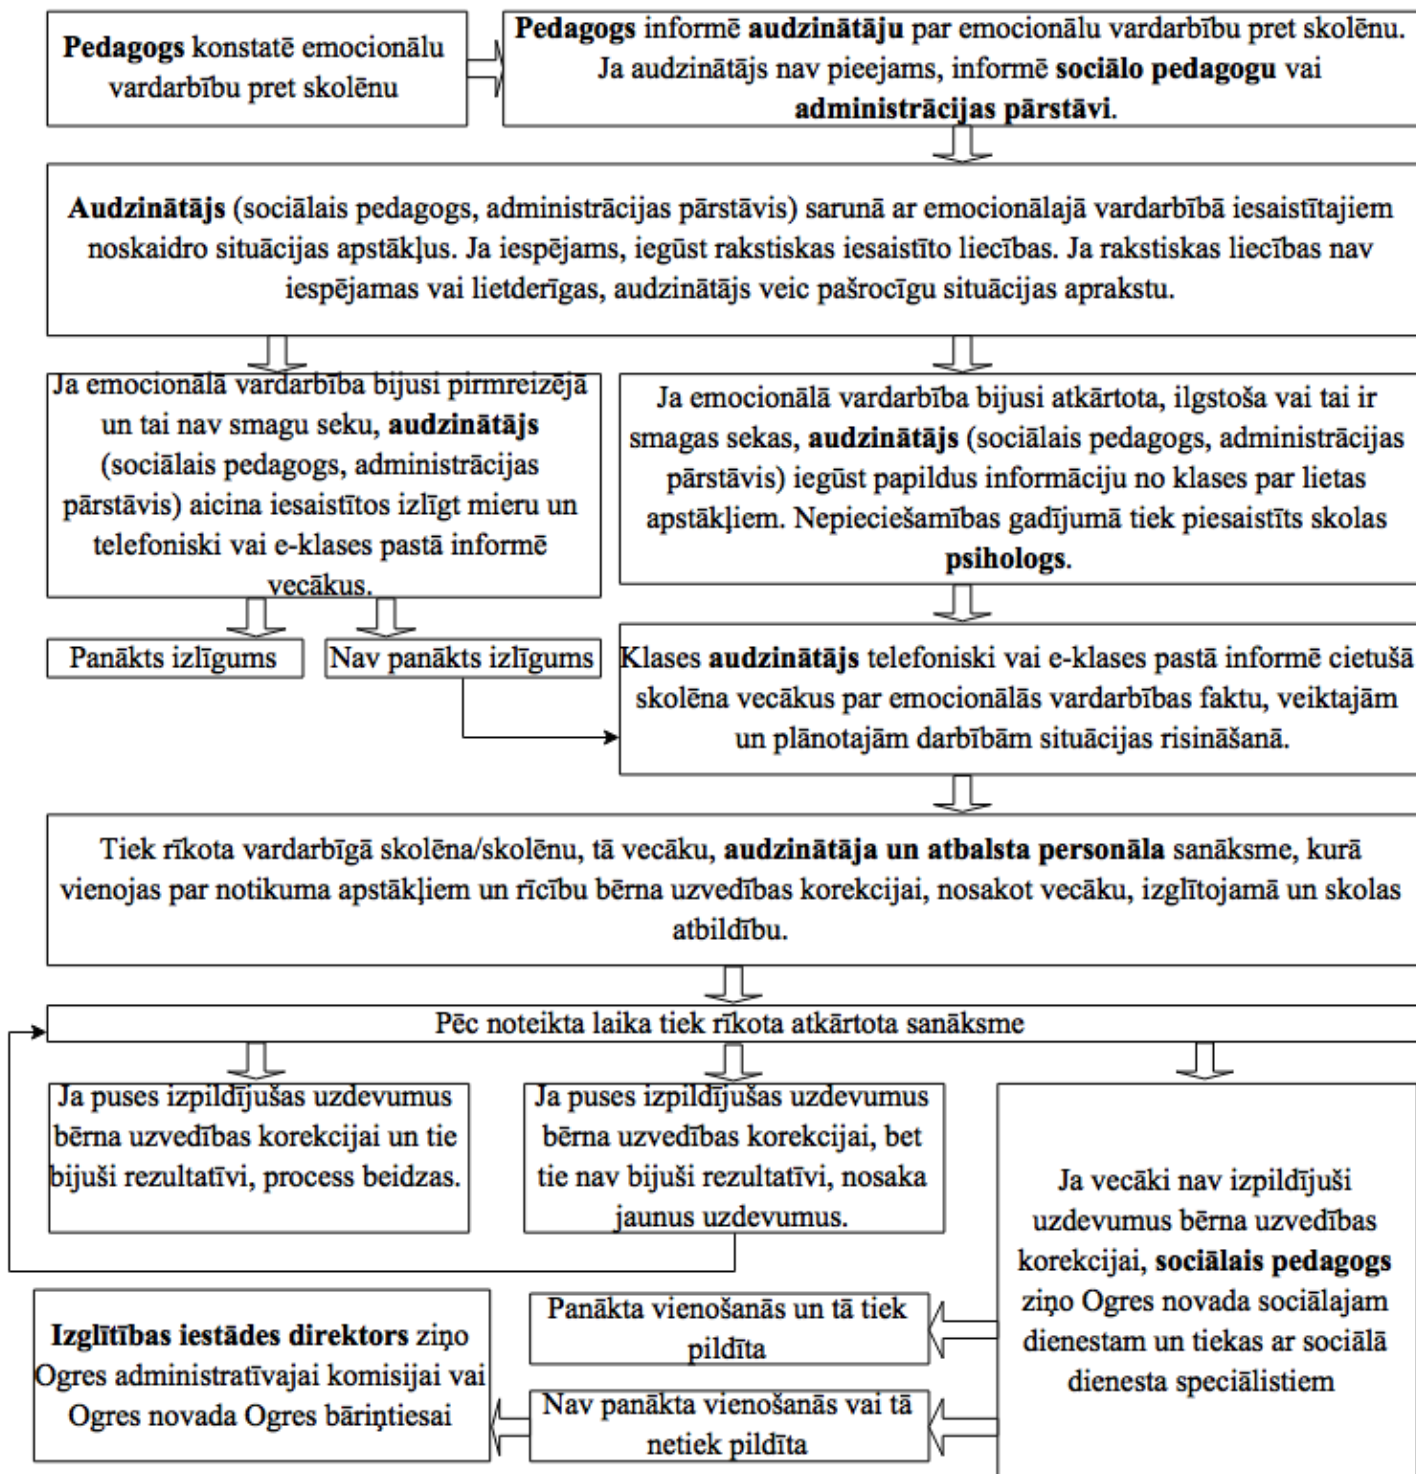 Pedagogs konstatē emocionālu
vardarbību pret skolēnu
Pedagogs informē audzinātāju par emocionālu vardarbību pret skolēnu.
Ja audzinātājs nav pieejams, informē sociālo pedagogu vai
administrācijas pārstāvi.
Audzinātājs (sociālais pedagogs, administrācijas pārstāvis) sarunā ar emocionālajā vardarbībā iesaistītajiem
noskaidro situācijas apstākļus. Ja iespējams, iegūst rakstiskas iesaistīto liecības. Ja rakstiskas liecības nav
iespējamas vai lietderīgas, audzinātājs veic pašrocīgu situācijas aprakstu.
Ja emocionālā vardarbība bijusi pirmreizējā
un tai nav smagu seku, audzinātājs
(sociālais pedagogs, administrācijas
pārstāvis) aicina iesaistītos izlīgt mieru un
telefoniski vai e-klases pastā informē
vecākus.
Ja emocionālā vardarbība bijusi atkārtota, ilgstoša vai tai ir
smagas sekas, audzinātājs (sociālais pedagogs, administrācijas
pārstāvis) iegūst papildus informāciju no klases par lietas
apstākļiem. Nepieciešamības gadījumā tiek piesaistīts skolas
psihologs.
Panākts izlīgums
Nav panākts izlīgums
Klases audzinātājs telefoniski vai e-klases pastā informē cietušā
skolēna vecākus par emocionālās vardarbības faktu, veiktajām
un plānotajām darbībām situācijas risināšanā.
Tiek rīkota vardarbīgā skolēna/skolēnu, tā vecāku, audzinātāja un atbalsta personāla sanāksme, kurā
vienojas par notikuma apstākļiem un rīcību bērna uzvedības korekcijai, nosakot vecāku, izglītojamā un skolas
atbildību.
Pēc noteikta laika tiek rīkota atkārtota sanāksme
Ja puses izpildījušas uzdevumus
bērna uzvedības korekcijai un tie
bijuši rezultatīvi, process beidzas.
Ja puses izpildījušas uzdevumus
bērna uzvedības korekcijai, bet
tie nav bijuši rezultatīvi, nosaka
jaunus uzdevumus.
Ja vecāki nav izpildījuši
uzdevumus bērna uzvedības
korekcijai, sociālais pedagogs
ziņo Ogres novada sociālajam
dienestam un tiekas ar sociālā
dienesta speciālistiem
Panākta vienošanās un tā tiek
pildīta
Nav panākta vienošanās vai tā
netiek pildīta
Izglītības iestādes direktors ziņo
Ogres administratīvajai komisijai vai
Ogres novada Ogres bāriņtiesai